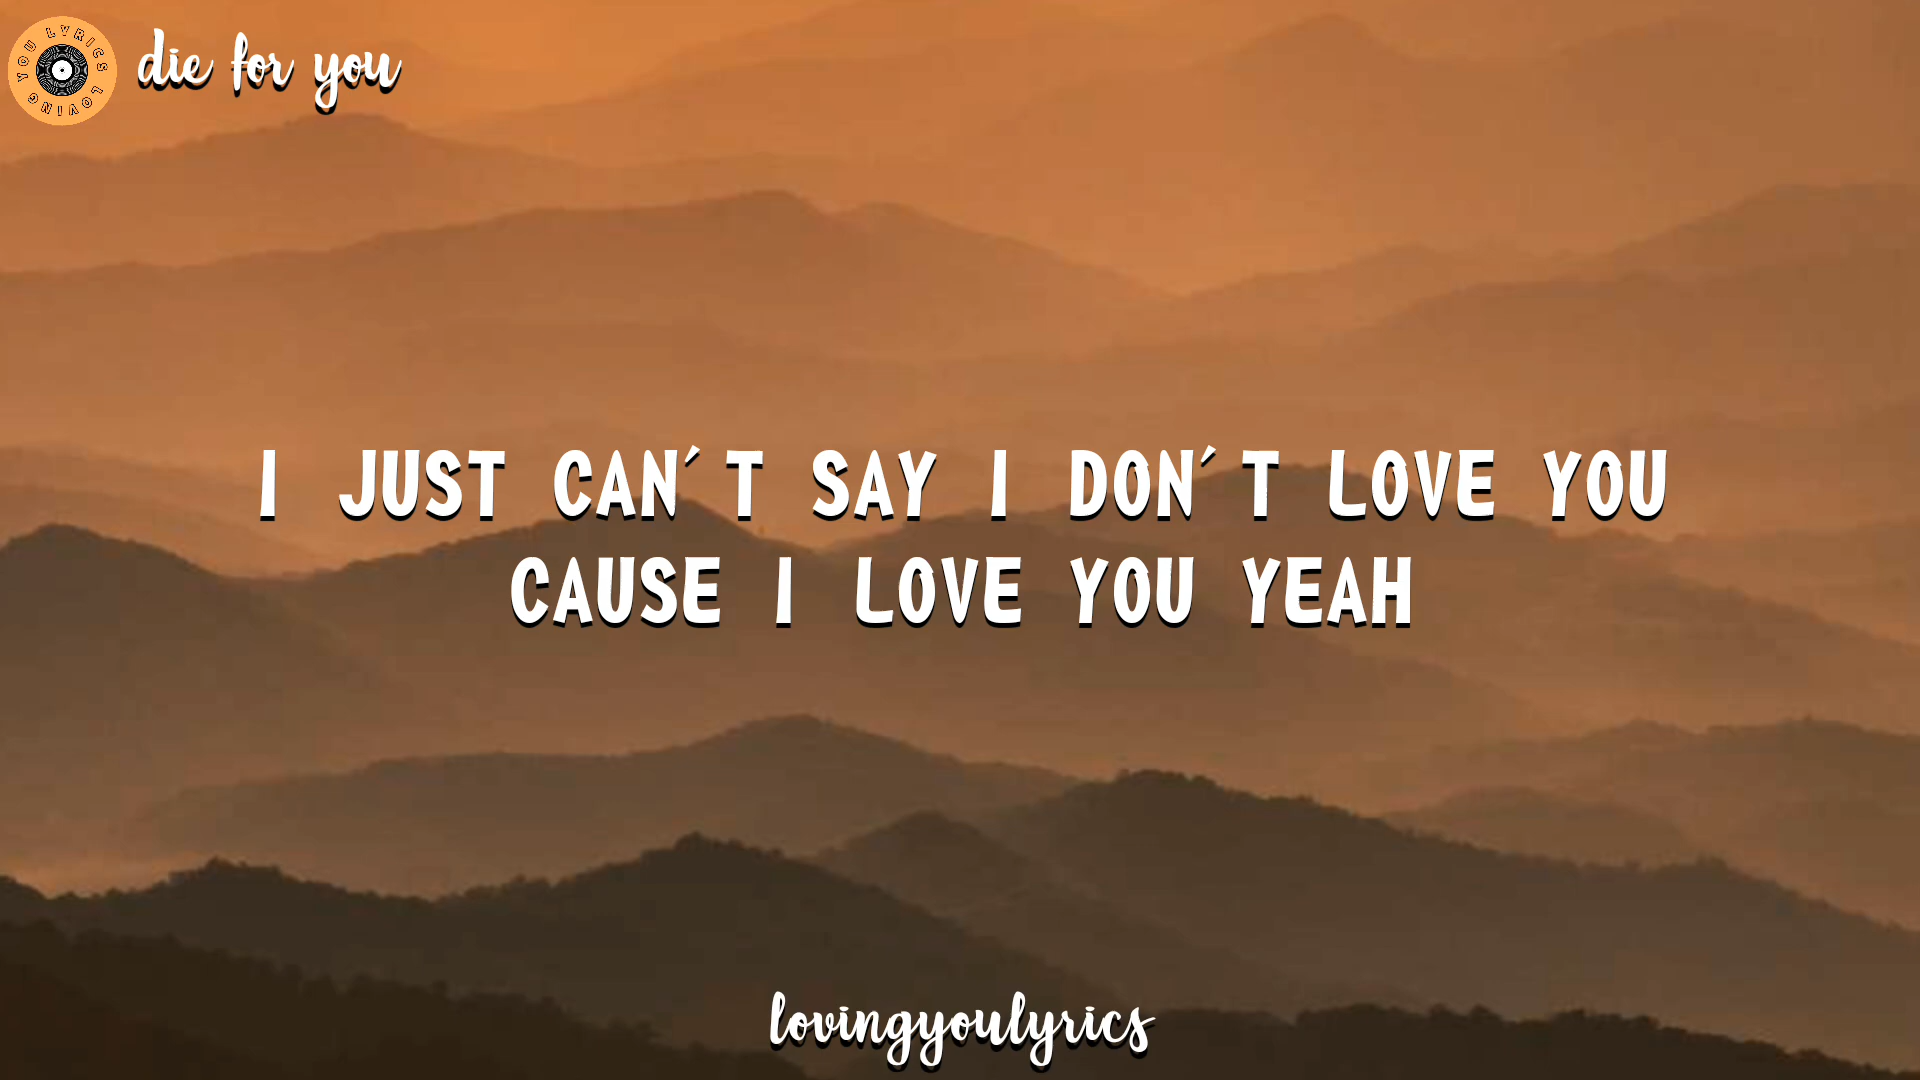 YOU LYRICS
LOVING
die for you
I JUST CAN'T SAY I DON'T LOVE YOU
CAUSE I LOVE YOU YEAH
lovingyoulyrics